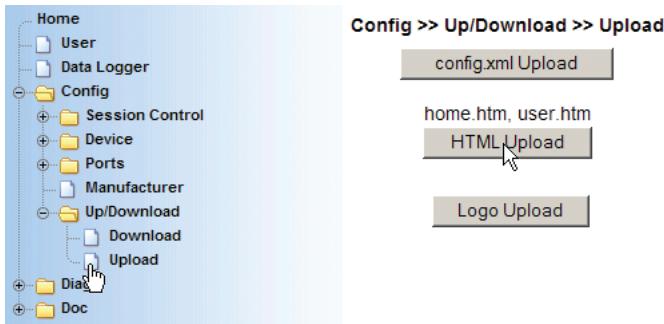 Home
User
Data Logger
Config
Session Control
Device
Ports
Manufacturer
Up/Download
Download
Upload
Doc
Config >> Up/Download >> Upload
config.xml Upload
home.htm, user.htm
HTML Upload
Logo Upload